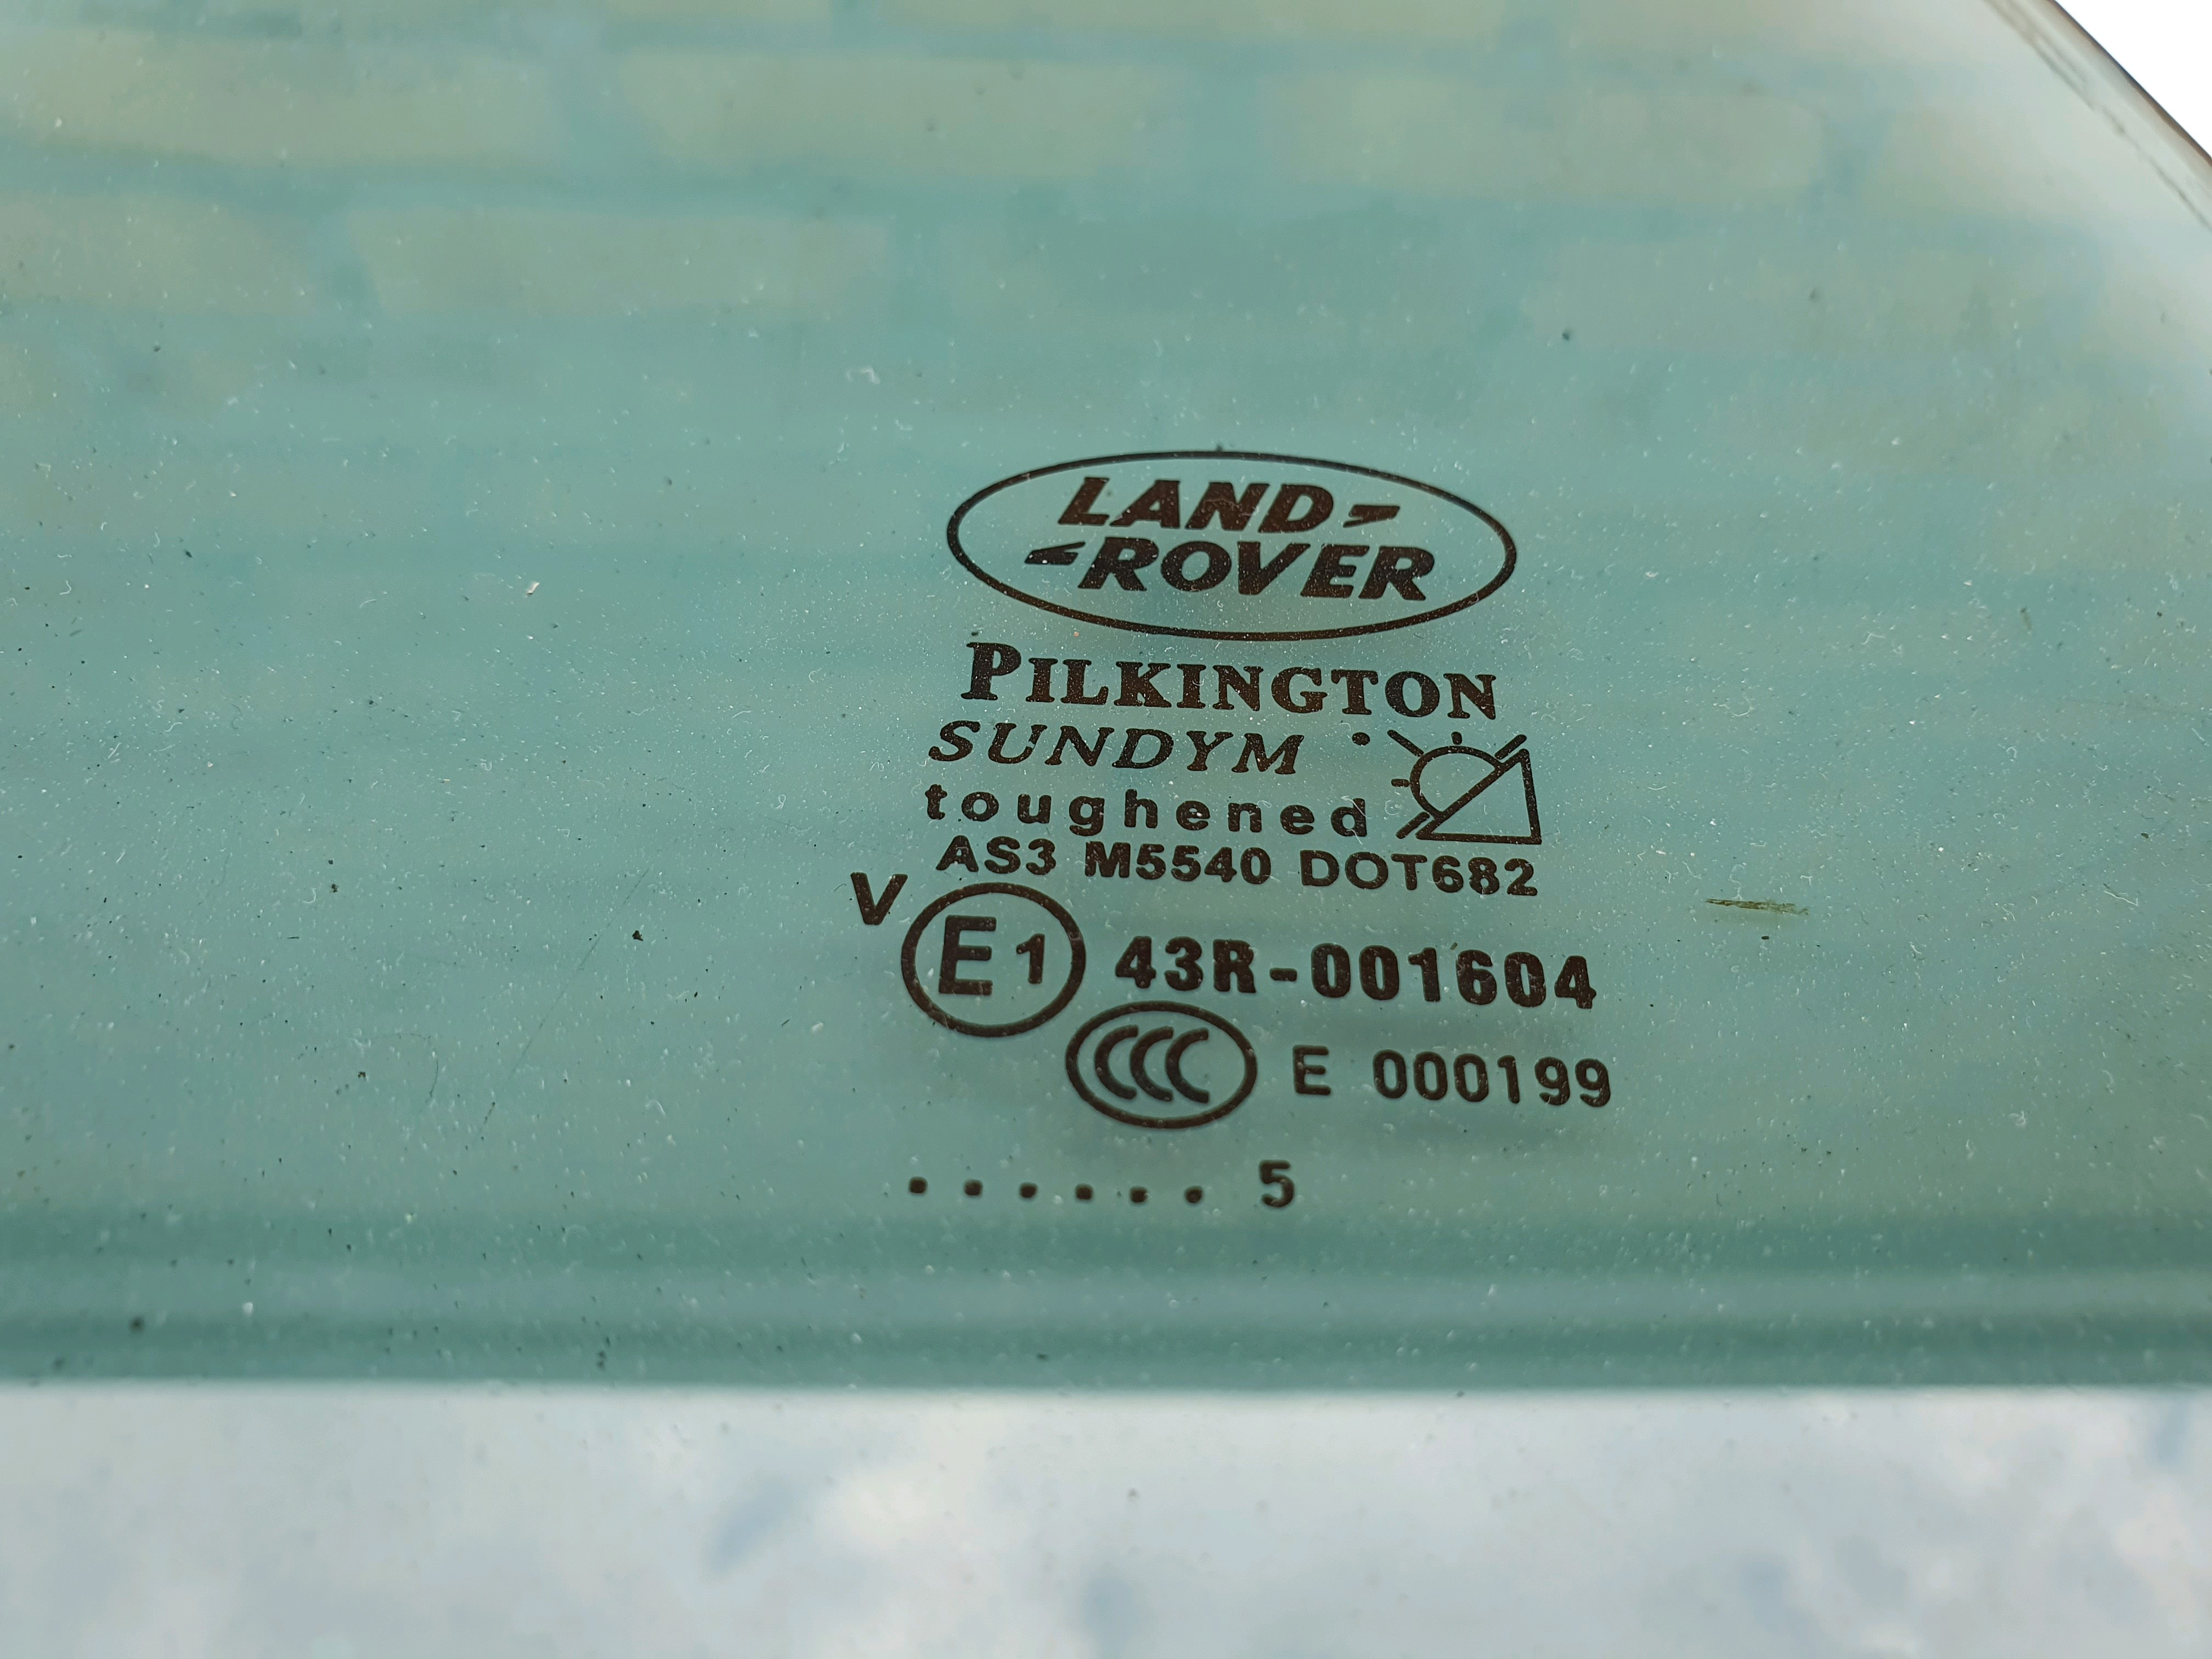 LAND
ROVER
PILKINGTON
SUNDYM
toughened
AS3 M5540 DOT682
V
E1 43R-001604
CCC E 000199
...... 5